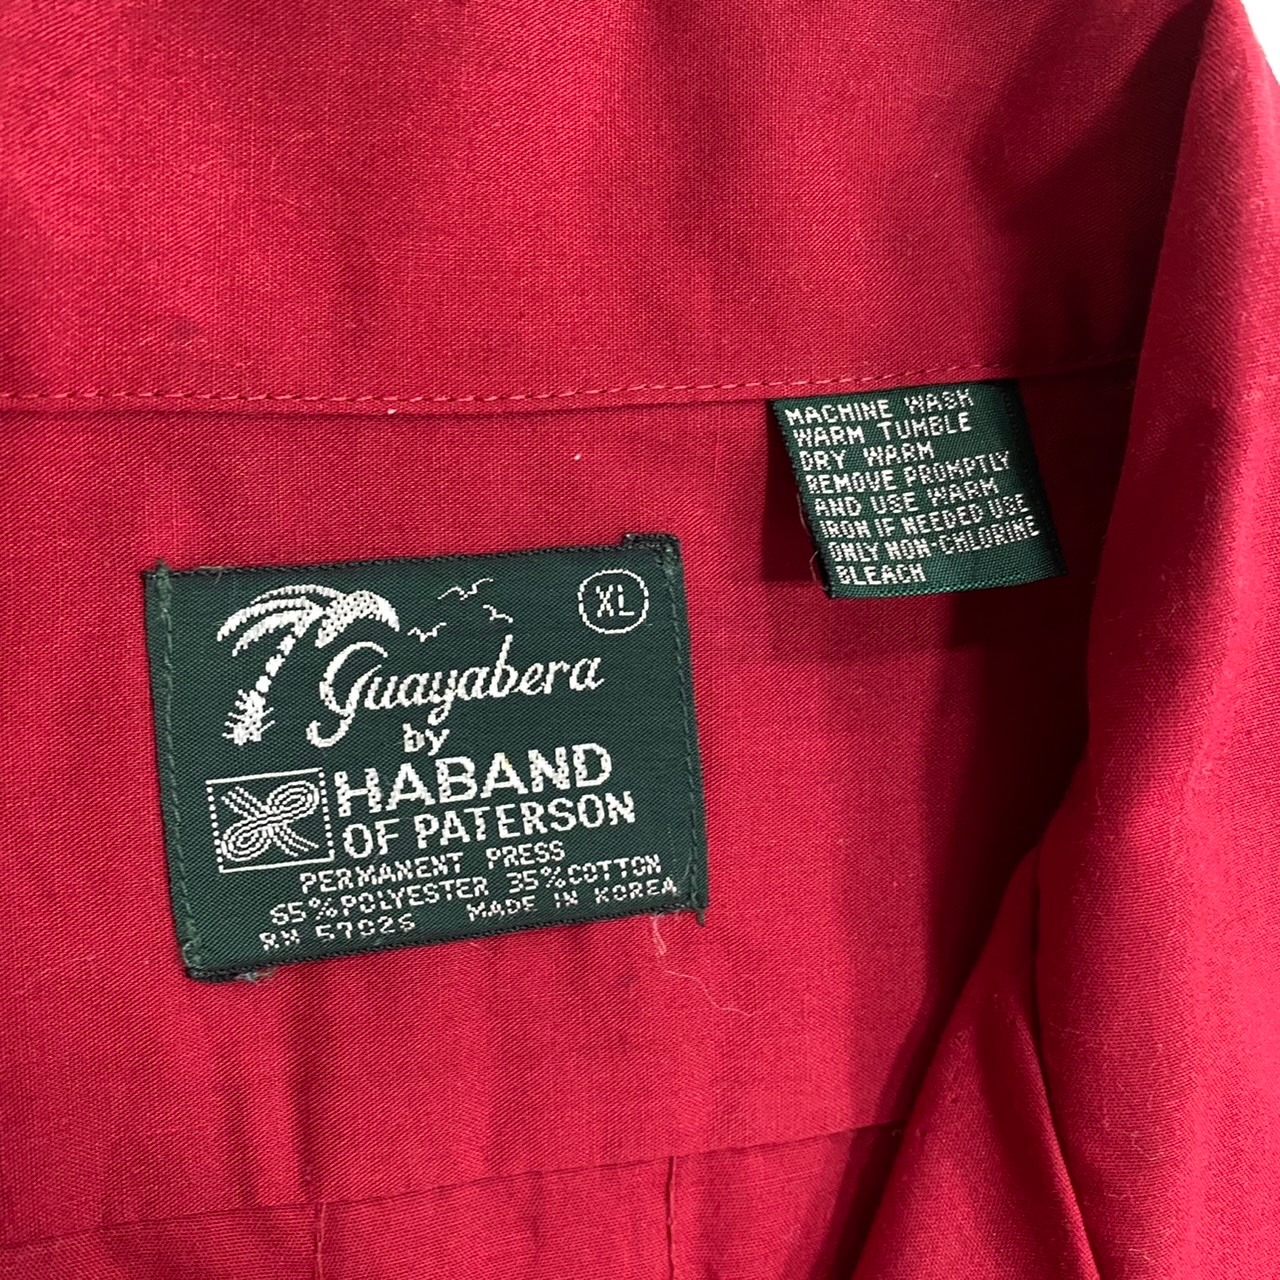 MACHINE WASH
WARM TUMBLE
DRY WARM
REMOVE PROMPTLY
AND USE WARM
IRON IF NEEDED USE
ONLY NON-CHLORINE
BLEACH
XL
Guayabera
by
HABAND
OF PATERSON
PERMANENT PRESS
65%POLYESTER 35%COTTON
RN 57026 MADE IN KOREA